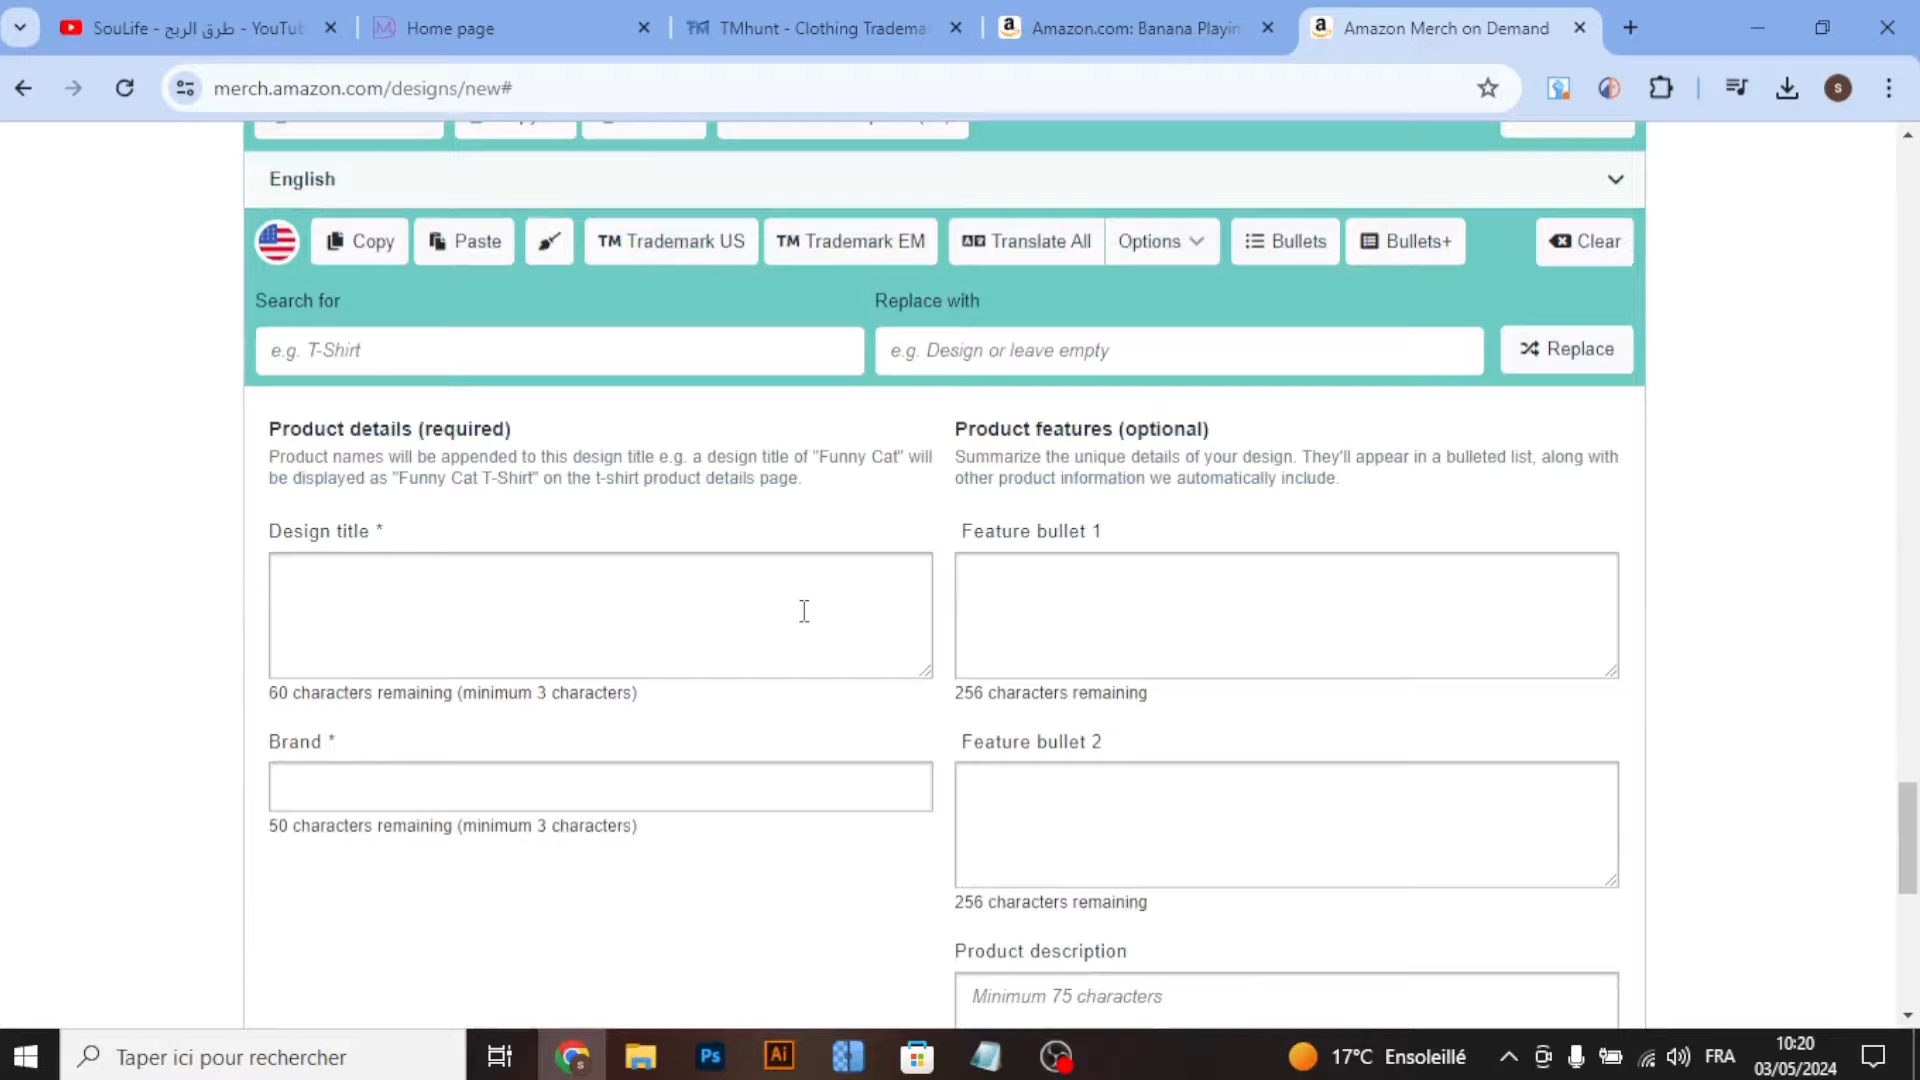 SouLife - طرق الربح - YouTub
Home page
TMhunt - Clothing Tradema
Amazon.com: Banana Playin
Amazon Merch on Demand
merch.amazon.com/designs/new#
S
English
Copy
Paste
TM Trademark US
TM Trademark EM
Translate All
Options
Bullets
Bullets+
Clear
Search for
Replace with
e.g. T-Shirt
e.g. Design or leave empty
Replace
Product details (required)
Product features (optional)
Product names will be appended to this design title e.g. a design title of "Funny Cat" will
be displayed as "Funny Cat T-Shirt" on the t-shirt product details page.
Summarize the unique details of your design. They'll appear in a bulleted list, along with
other product information we automatically include.
Design title *
Feature bullet 1
60 characters remaining (minimum 3 characters)
256 characters remaining
Brand *
Feature bullet 2
50 characters remaining (minimum 3 characters)
256 characters remaining
Product description
Minimum 75 characters
Taper ici pour rechercher
Ps
Ai
17°C Ensoleillé
FRA
10:20
03/05/2024